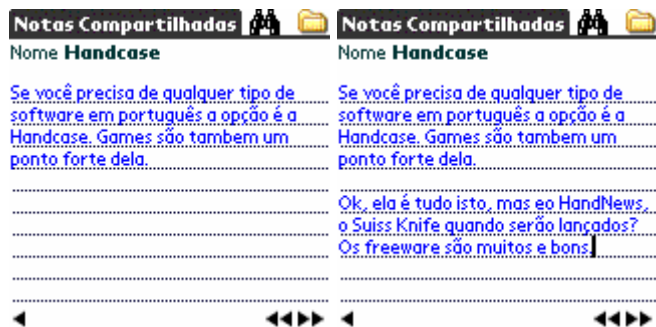 Notas Compartilhadas
Nome Handcase
Se você precisa de qualquer tipo de
software em português a opção é a
Handcase. Games são tambem um
ponto forte dela.
Notas Compartilhadas
Nome Handcase
Se você precisa de qualquer tipo de
software em português a opção é a
Handcase. Games são tambem um
ponto forte dela.
Ok, ela é tudo isto, mas eo HandNews,
o Suiss Knife quando serão lançados?
Os freeware são muitos e bons.